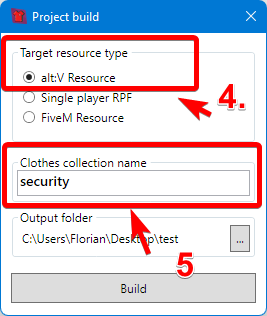 Project build
Target resource type
alt:V Resource
Single player RPF
4.
FiveM Resource
Clothes collection name
security
Output folder
5
C:\Users\Florian\Desktop\test
...
Build